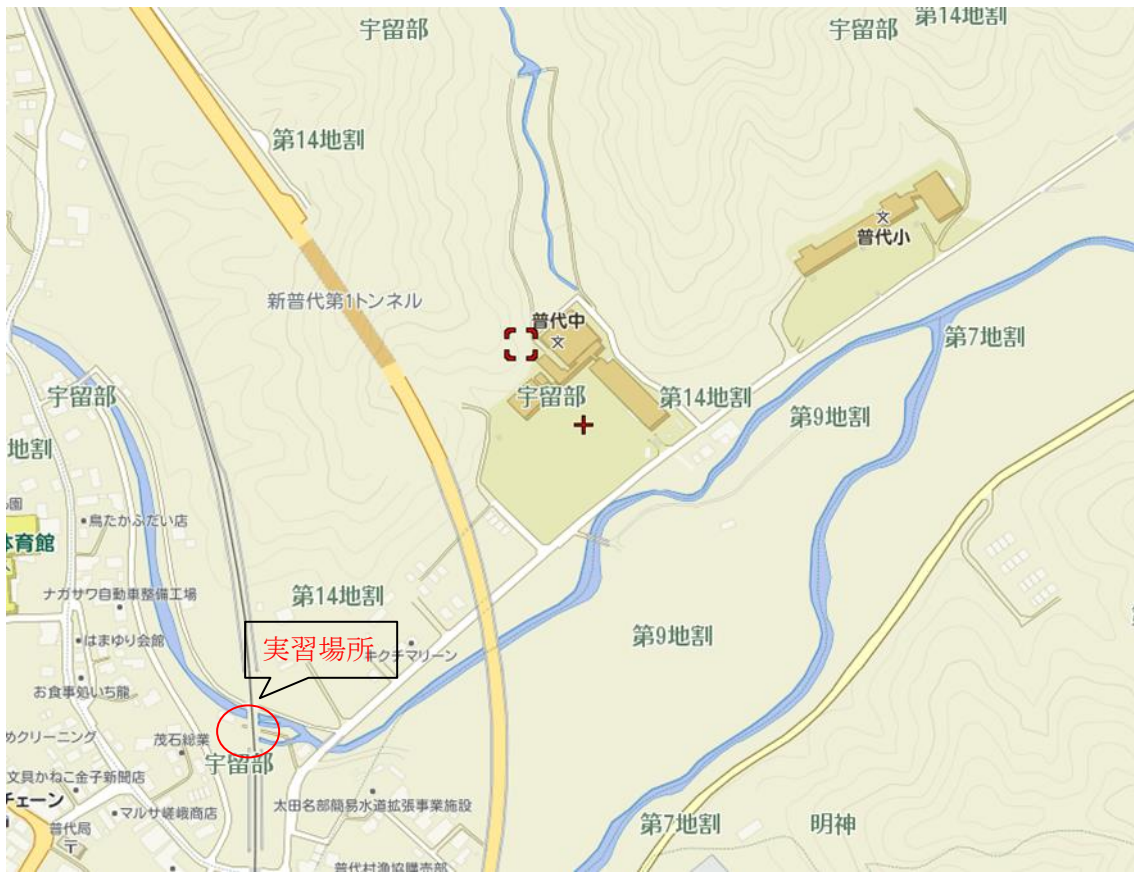 宇留部
宇留部
第14地割
第14地割
普代小
新普代第1トンネル
普代中
第7地割
宇留部
宇留部
第14地割
第9地割
地割
園
鳥たかふだい店
体育館
ナガサワ自動車整備工場
第14地割
はまゆり会館
実習場所
キクチマリーン
第9地割
お食事処いち龍
めクリーニング
茂石総業
宇留部
文具かねこ金子新聞店
チェーン
マルサ嵯峨商店
太田名部簡易水道拡張事業施設
普代局
第7地割
明神
普代村漁協購売部